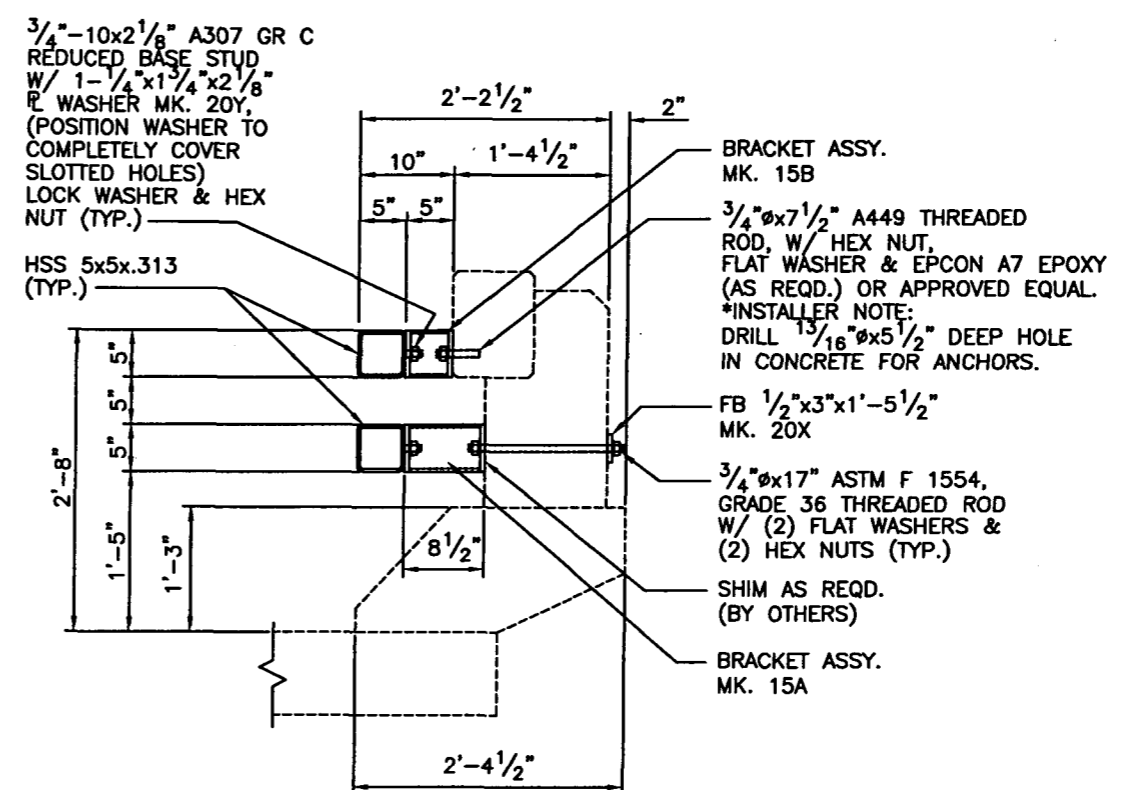 3/4"-10x2 1/8" A307 GR C
REDUCED BASE STUD
W/ 1-1/4"x1 3/4"x2 1/8"
PL WASHER MK. 20Y,
(POSITION WASHER TO
COMPLETELY COVER
SLOTTED HOLES)
LOCK WASHER & HEX
NUT (TYP.)
HSS 5x5x.313
(TYP.)
2'-2 1/2"
2"
10"
1'-4 1/2"
5"
5"
BRACKET ASSY.
MK. 15B
3/4"øx7 1/2" A449 THREADED
ROD, W/ HEX NUT,
FLAT WASHER & EPCON A7 EPOXY
(AS REQD.) OR APPROVED EQUAL.
*INSTALLER NOTE:
DRILL 13/16"øx5 1/2" DEEP HOLE
IN CONCRETE FOR ANCHORS.
FB 1/2"x3"x1'-5 1/2"
MK. 20X
3/4"øx17" ASTM F 1554,
GRADE 36 THREADED ROD
W/ (2) FLAT WASHERS &
(2) HEX NUTS (TYP.)
SHIM AS REQD.
(BY OTHERS)
BRACKET ASSY.
MK. 15A
5"
5"
5"
2'-8"
1'-5"
1'-3"
8 1/2"
2'-4 1/2"